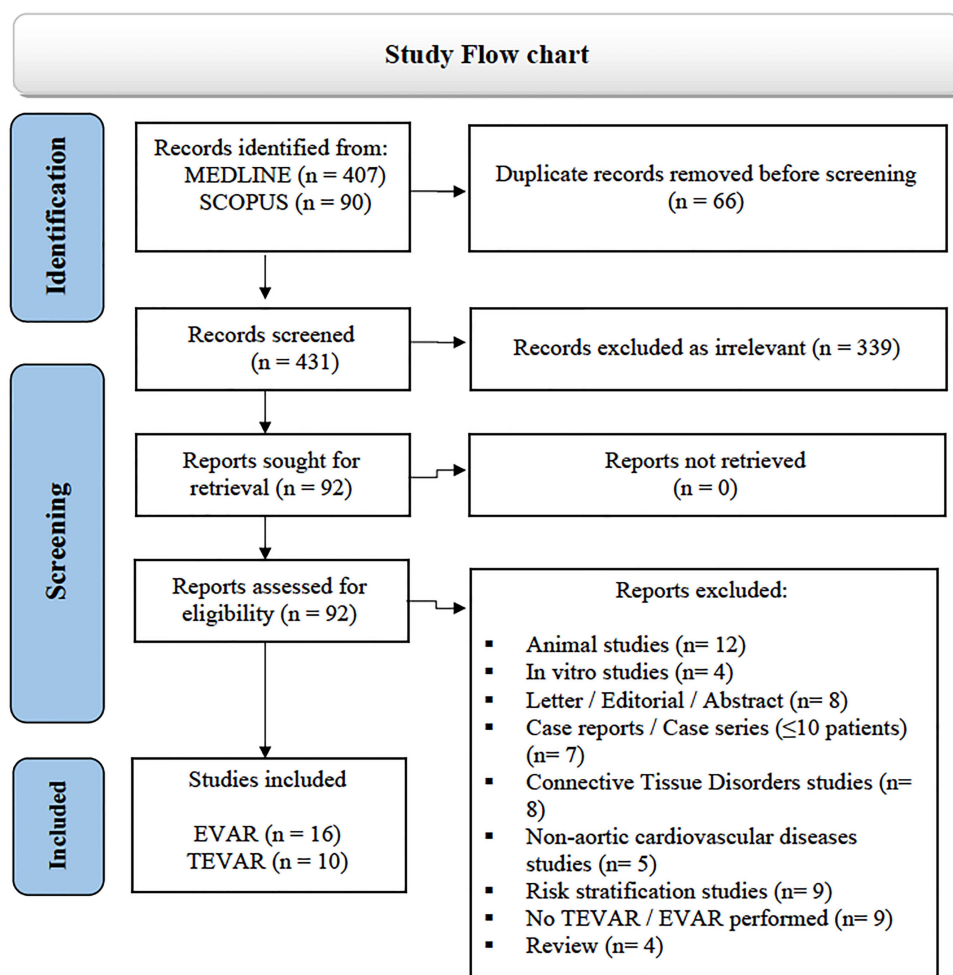 Study Flow chart
Identification
Records identified from:
MEDLINE (n = 407)
SCOPUS (n = 90)
Duplicate records removed before screening
(n = 66)
Screening
Records screened
(n = 431)
Records excluded as irrelevant (n = 339)
Reports sought for
retrieval (n = 92)
Reports not retrieved
(n = 0)
Reports assessed for
eligibility (n = 92)
Reports excluded:
▪ Animal studies (n= 12)
▪ In vitro studies (n= 4)
▪ Letter / Editorial / Abstract (n= 8)
▪ Case reports / Case series (≤10 patients)
(n= 7)
▪ Connective Tissue Disorders studies (n=
8)
▪ Non-aortic cardiovascular diseases
studies (n= 5)
▪ Risk stratification studies (n= 9)
▪ No TEVAR / EVAR performed (n= 9)
▪ Review (n= 4)
Included
Studies included
EVAR (n = 16)
TEVAR (n = 10)